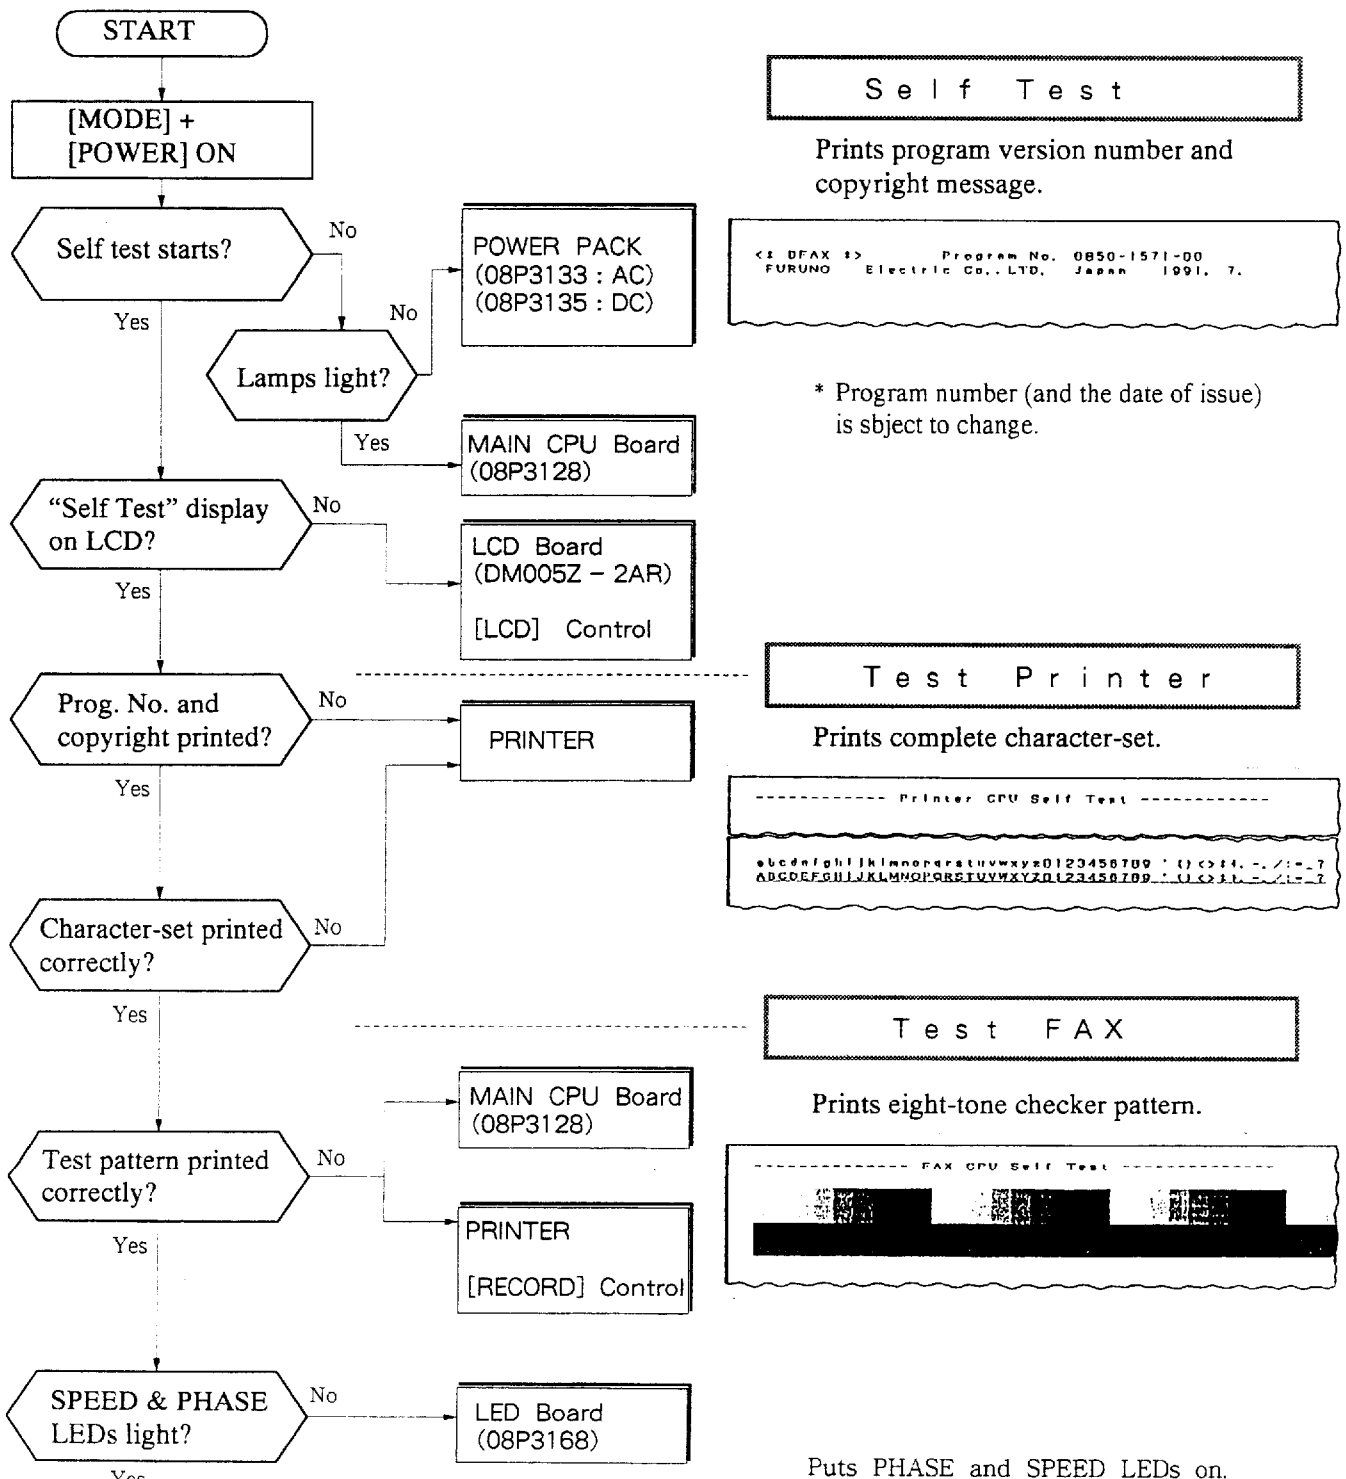 START
[MODE] +
[POWER] ON
Self test starts?
No
Yes
POWER PACK
(08P3133 : AC)
(08P3135 : DC)
Lamps light?
No
Yes
MAIN CPU Board
(08P3128)
"Self Test" display
on LCD?
No
Yes
LCD Board
(DM005Z - 2AR)
[LCD] Control
Prog. No. and
copyright printed?
No
Yes
PRINTER
Character-set printed
correctly?
No
Yes
MAIN CPU Board
(08P3128)
Test pattern printed
correctly?
No
Yes
PRINTER
[RECORD] Control
SPEED & PHASE
LEDs light?
No
Yes
LED Board
(08P3168)
Self Test
Prints program version number and
copyright message.
DFAX Program No. 0850-1571-00
FURUNO Electric Co., LTD. Japan 1991. 7.
* Program number (and the date of issue)
is sbject to change.
Test Printer
Prints complete character-set.
------------ Printer CPU Self Test ------------
ABCDEFGHIJKLMNOPQRSTUVWXYZ0123456789
Test FAX
Prints eight-tone checker pattern.
-------------- FAX CPU Self Test --------------
Puts PHASE and SPEED LEDs on.